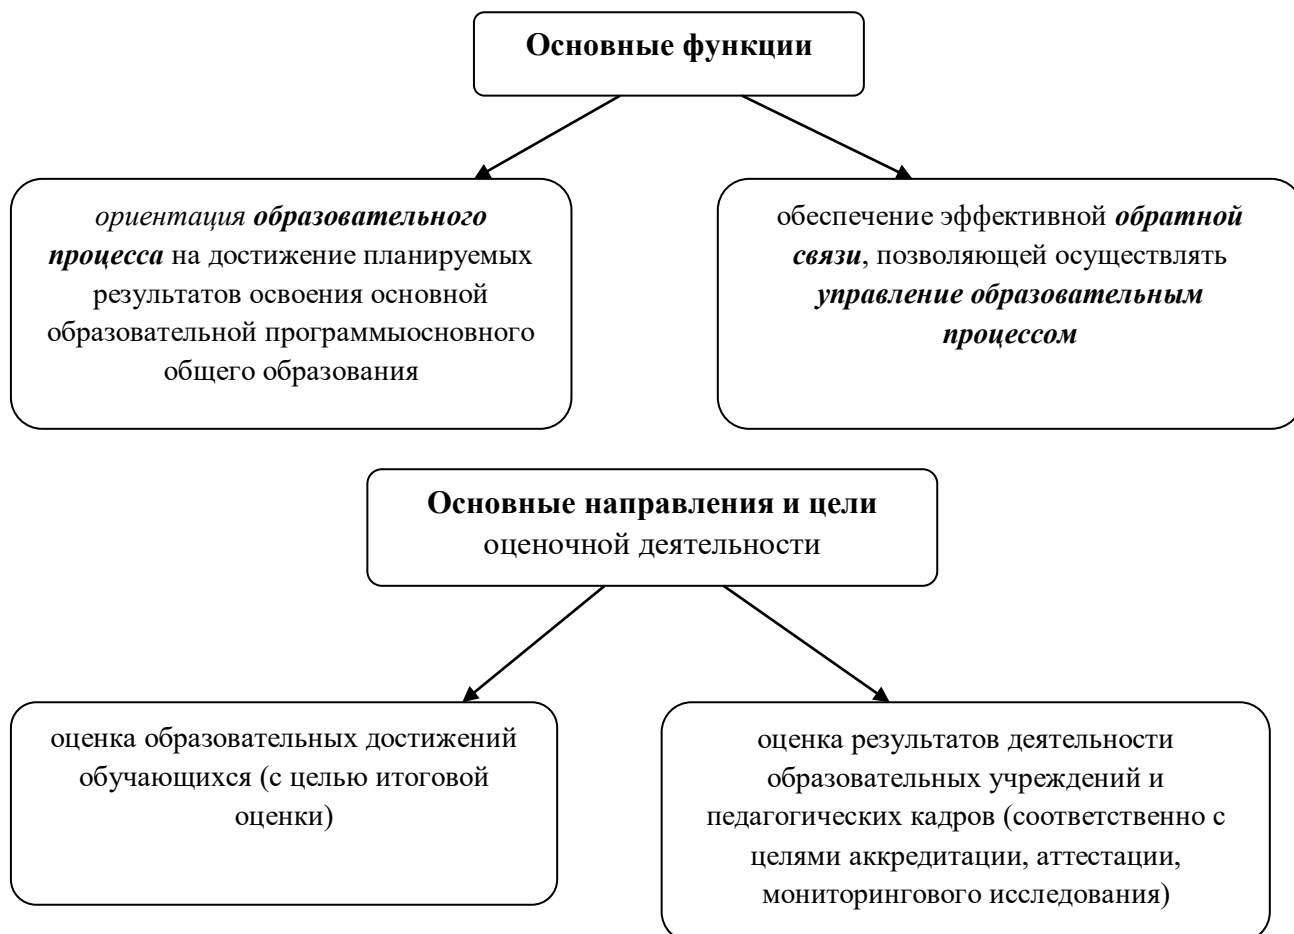 Основные функции
ориентация образовательного
процесса на достижение планируемых
результатов освоения основной
образовательной программыосновного
общего образования
обеспечение эффективной обратной
связи, позволяющей осуществлять
управление образовательным
процессом
Основные направления и цели
оценочной деятельности
оценка образовательных достижений
обучающихся (с целью итоговой
оценки)
оценка результатов деятельности
образовательных учреждений и
педагогических кадров (соответственно с
целями аккредитации, аттестации,
мониторингового исследования)